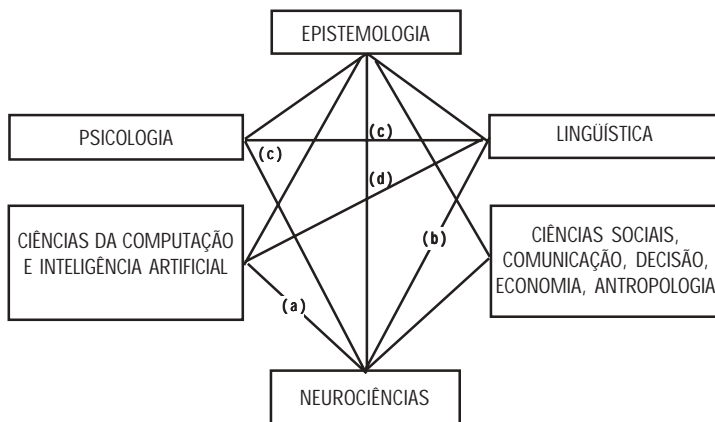 EPISTEMOLOGIA
PSICOLOGIA
(c)
(c)
LINGÜÍSTICA
(d)
CIÊNCIAS DA COMPUTAÇÃO
E INTELIGÊNCIA ARTIFICIAL
(b)
CIÊNCIAS SOCIAIS,
COMUNICAÇÃO, DECISÃO,
ECONOMIA, ANTROPOLOGIA
(a)
NEUROCIÊNCIAS